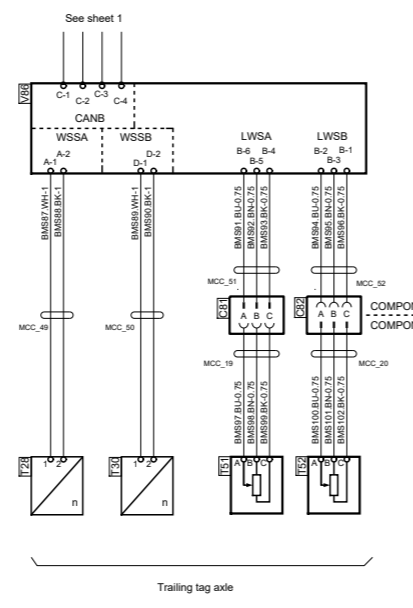 See sheet 1
V86
C-1 C-2 C-3 C-4
CANB
WSSA WSSB LWSA LWSB
A-1 A-2 D-1 D-2 B-6 B-5 B-4 B-2 B-3 B-1
BMS87.WH-1 BMS88.BK-1 BMS89.WH-1 BMS90.BK-1 BMS91.BU-0.75 BMS92.BN-0.75 BMS93.BK-0.75 BMS94.BU-0.75 BMS95.BN-0.75 BMS96.BK-0.75
MCC_51 MCC_52
C81 A B C C82 A B C COMPON
COMPON
MCC_49 MCC_50 MCC_19 MCC_20
BMS97.BU-0.75 BMS98.BN-0.75 BMS99.BK-0.75 BMS100.BU-0.75 BMS101.BN-0.75 BMS102.BK-0.75
T28 1 2 n T30 1 2 n T51 A B C T52 A B C
Trailing tag axle